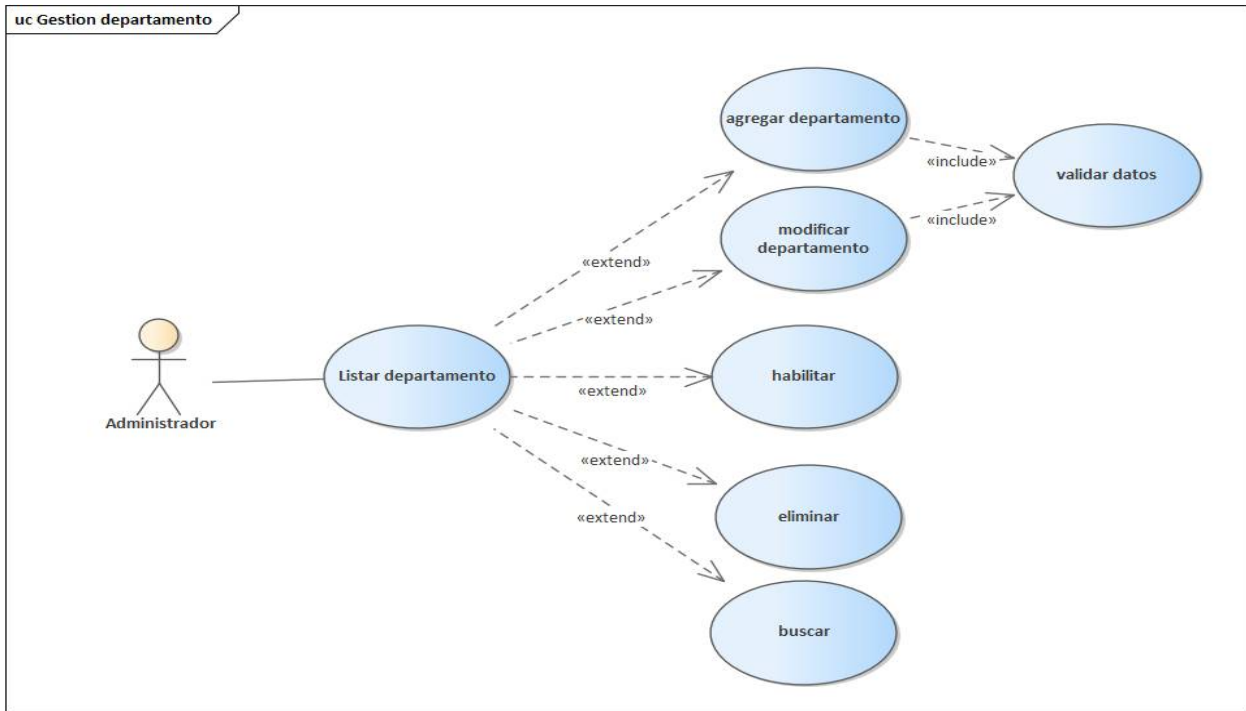 uc Gestion departamento
agregar departamento
«include»
validar datos
modificar
departamento
«include»
«extend»
«extend»
Administrador
Listar departamento
«extend»
habilitar
«extend»
eliminar
«extend»
buscar